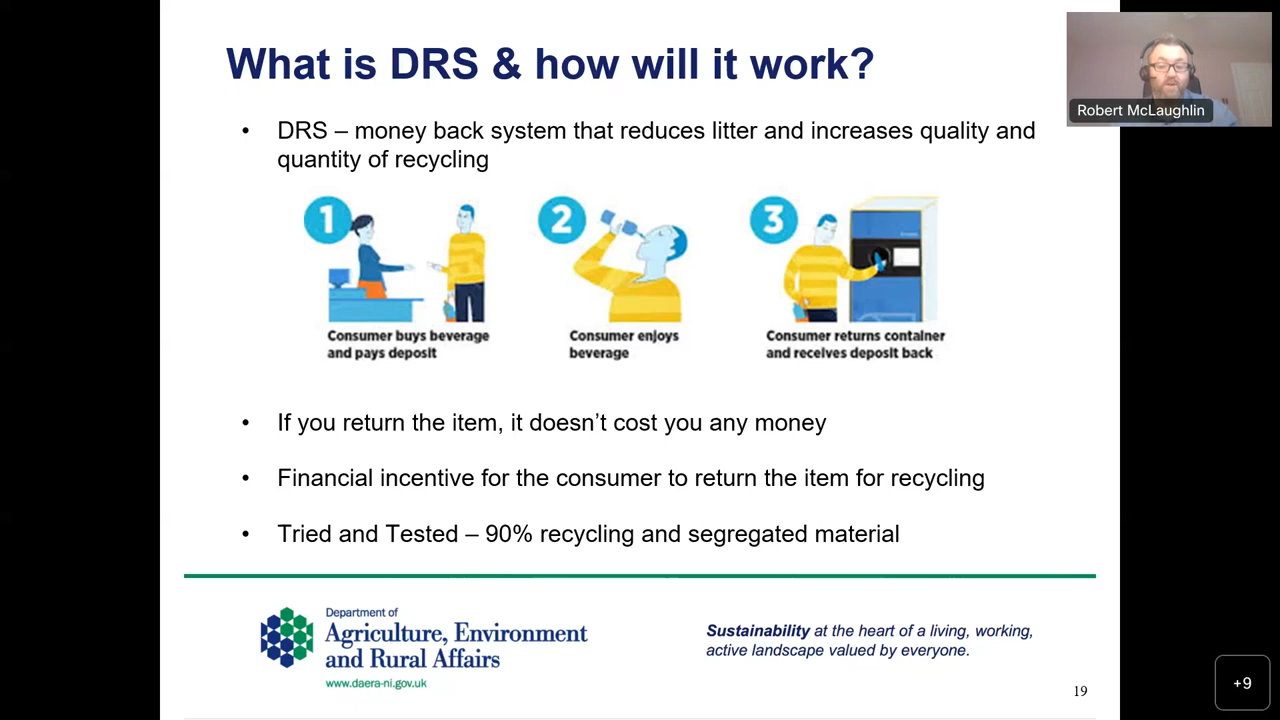 What is DRS & how will it work?
Robert McLaughlin
• DRS – money back system that reduces litter and increases quality and
quantity of recycling
1
2
3
Consumer buys beverage
and pays deposit
Consumer enjoys
beverage
Consumer returns container
and receives deposit back
• If you return the item, it doesn’t cost you any money
• Financial incentive for the consumer to return the item for recycling
• Tried and Tested – 90% recycling and segregated material
Department of
Agriculture, Environment
and Rural Affairs
www.daera-ni.gov.uk
Sustainability at the heart of a living, working,
active landscape valued by everyone.
19
+9